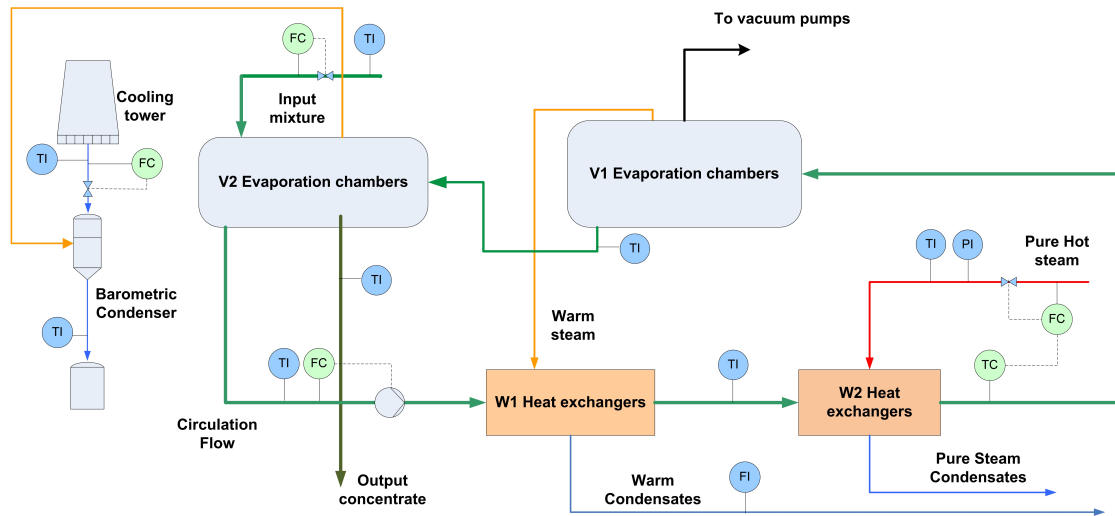 To vacuum pumps
FC
TI
Cooling
tower
Input
mixture
TI
FC
V2 Evaporation chambers
V1 Evaporation chambers
TI
TI
PI
Pure Hot
steam
TI
Barometric
Condenser
TI
Warm
steam
FC
TI
FC
TI
TC
W1 Heat exchangers
W2 Heat
exchangers
Circulation
Flow
Output
concentrate
Warm
Condensates
FI
Pure Steam
Condensates